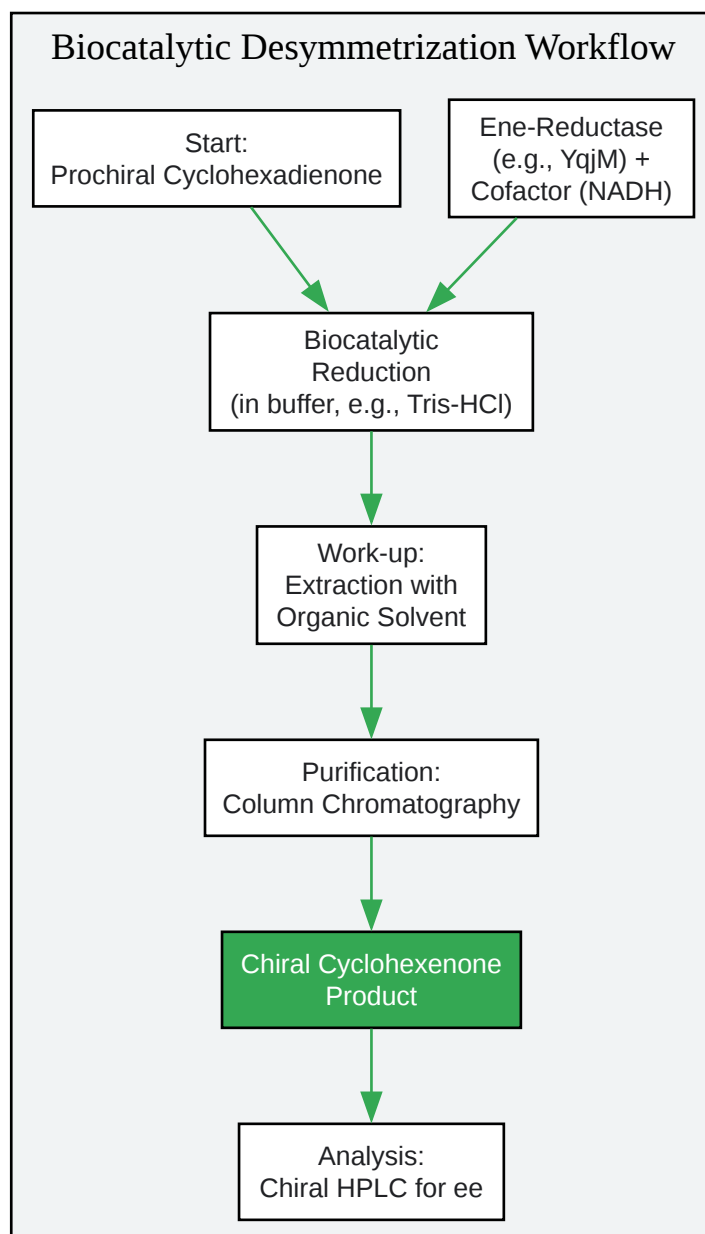 Biocatalytic Desymmetrization Workflow
Start:
Prochiral Cyclohexadienone
Ene-Reductase
(e.g., YqjM) +
Cofactor (NADH)
Biocatalytic
Reduction
(in buffer, e.g., Tris-HCl)
Work-up:
Extraction with
Organic Solvent
Purification:
Column Chromatography
Chiral Cyclohexenone
Product
Analysis:
Chiral HPLC for ee